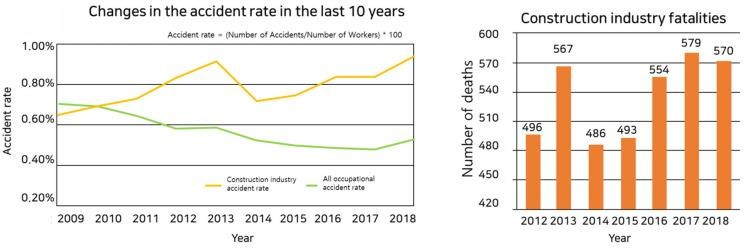 Changes in the accident rate in the last 10 years
Accident rate = (Number of Accidents/Number of Workers) * 100
1.00%
0.80%
0.60%
0.40%
0.20%
Accident rate
Construction industry
accident rate
All occupational
accident rate
2009 2010 2011 2012 2013 2014 2015 2016 2017 2018
Year
Construction industry fatalities
600
570
540
510
480
450
420
Number of deaths
496
567
486
493
554
579
570
2012 2013 2014 2015 2016 2017 2018
Year